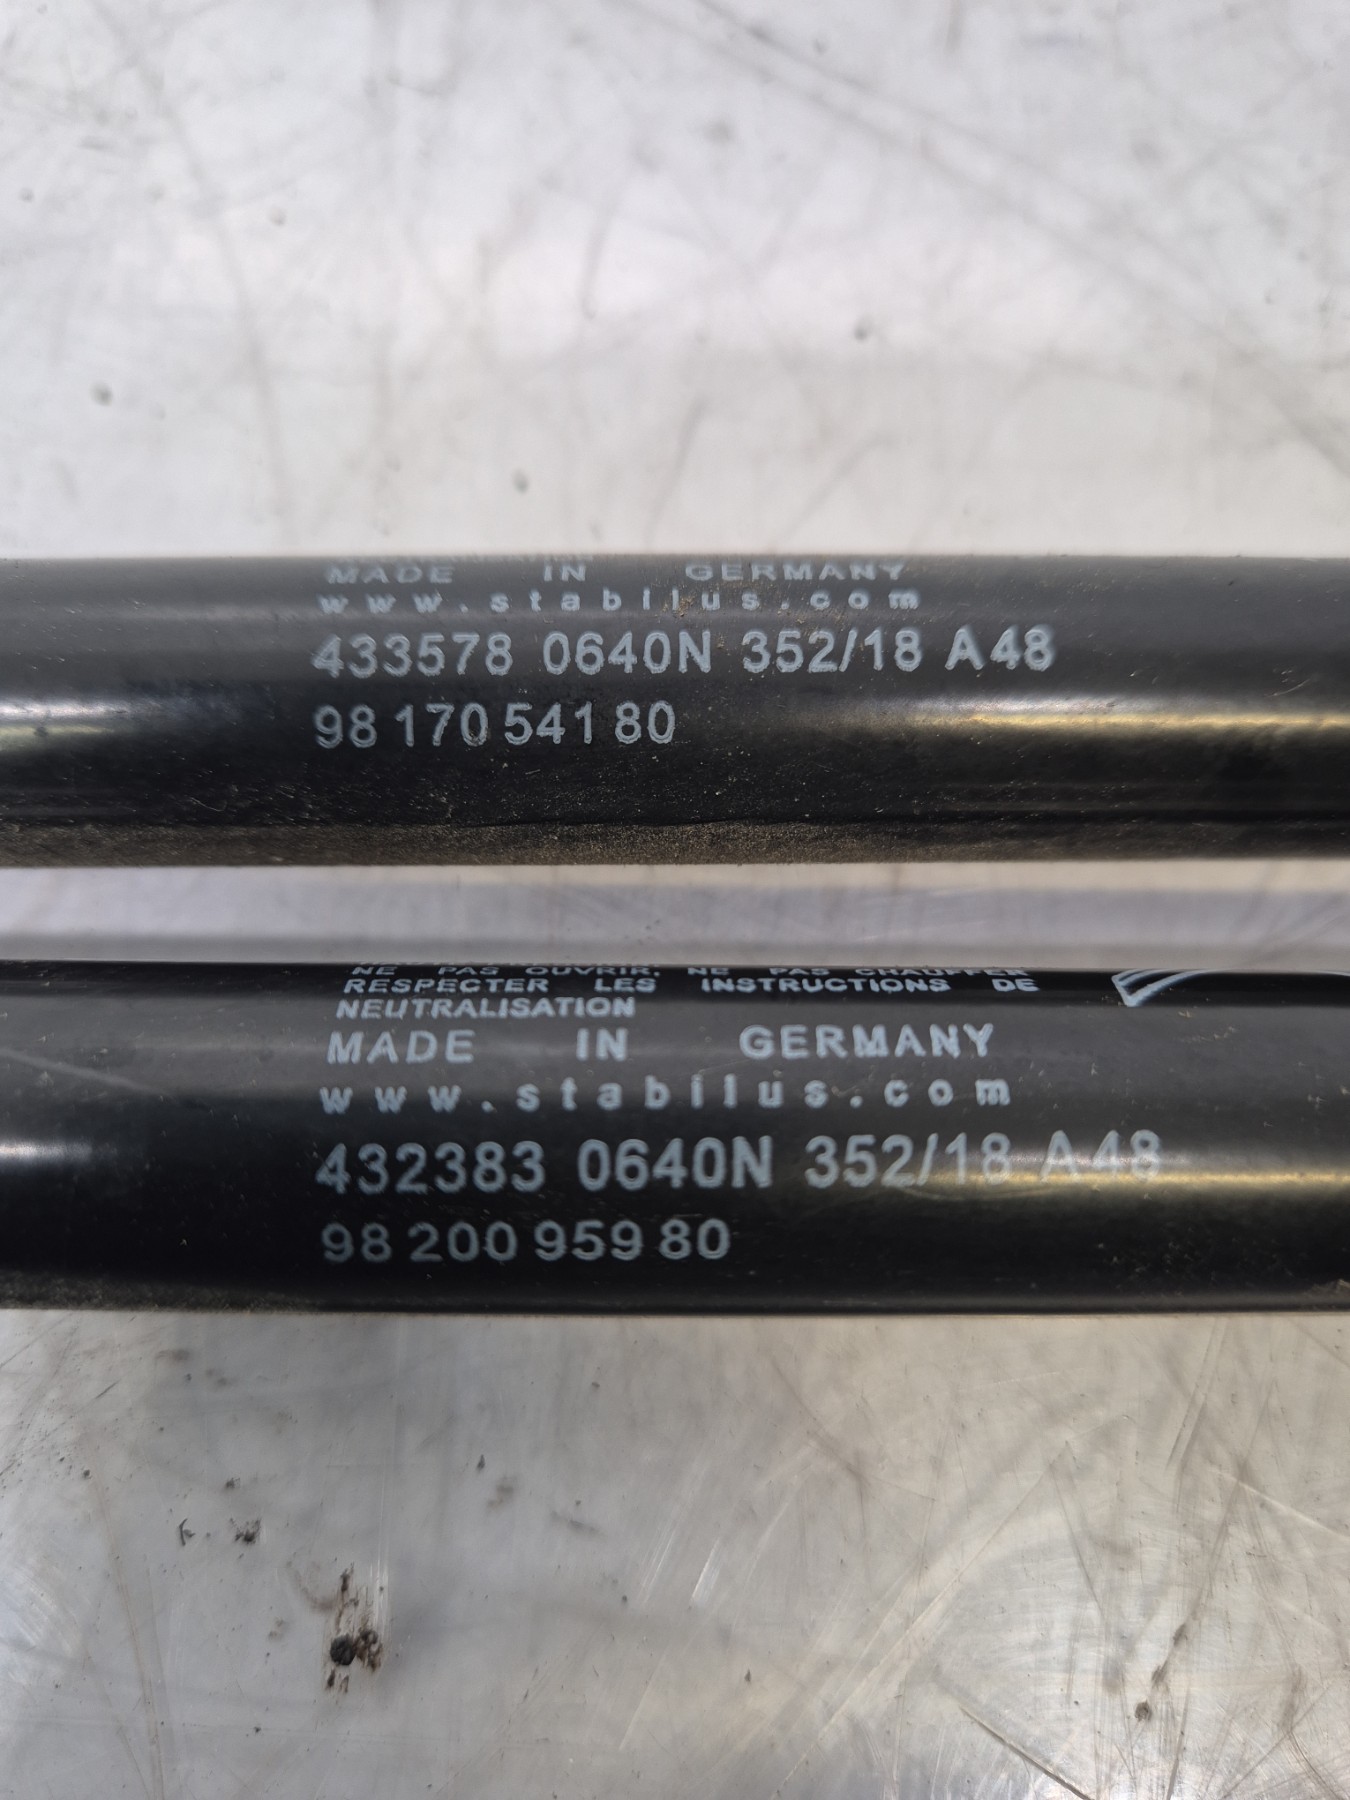 MADE IN GERMANY
www.stabilus.com
433578 0640N 352/18 A48
98 170 541 80
NE PAS OUVRIR, NE PAS CHAUFFER
RESPECTER LES INSTRUCTIONS DE
NEUTRALISATION
MADE IN GERMANY
www.stabilus.com
432383 0640N 352/18 A48
98 200 959 80